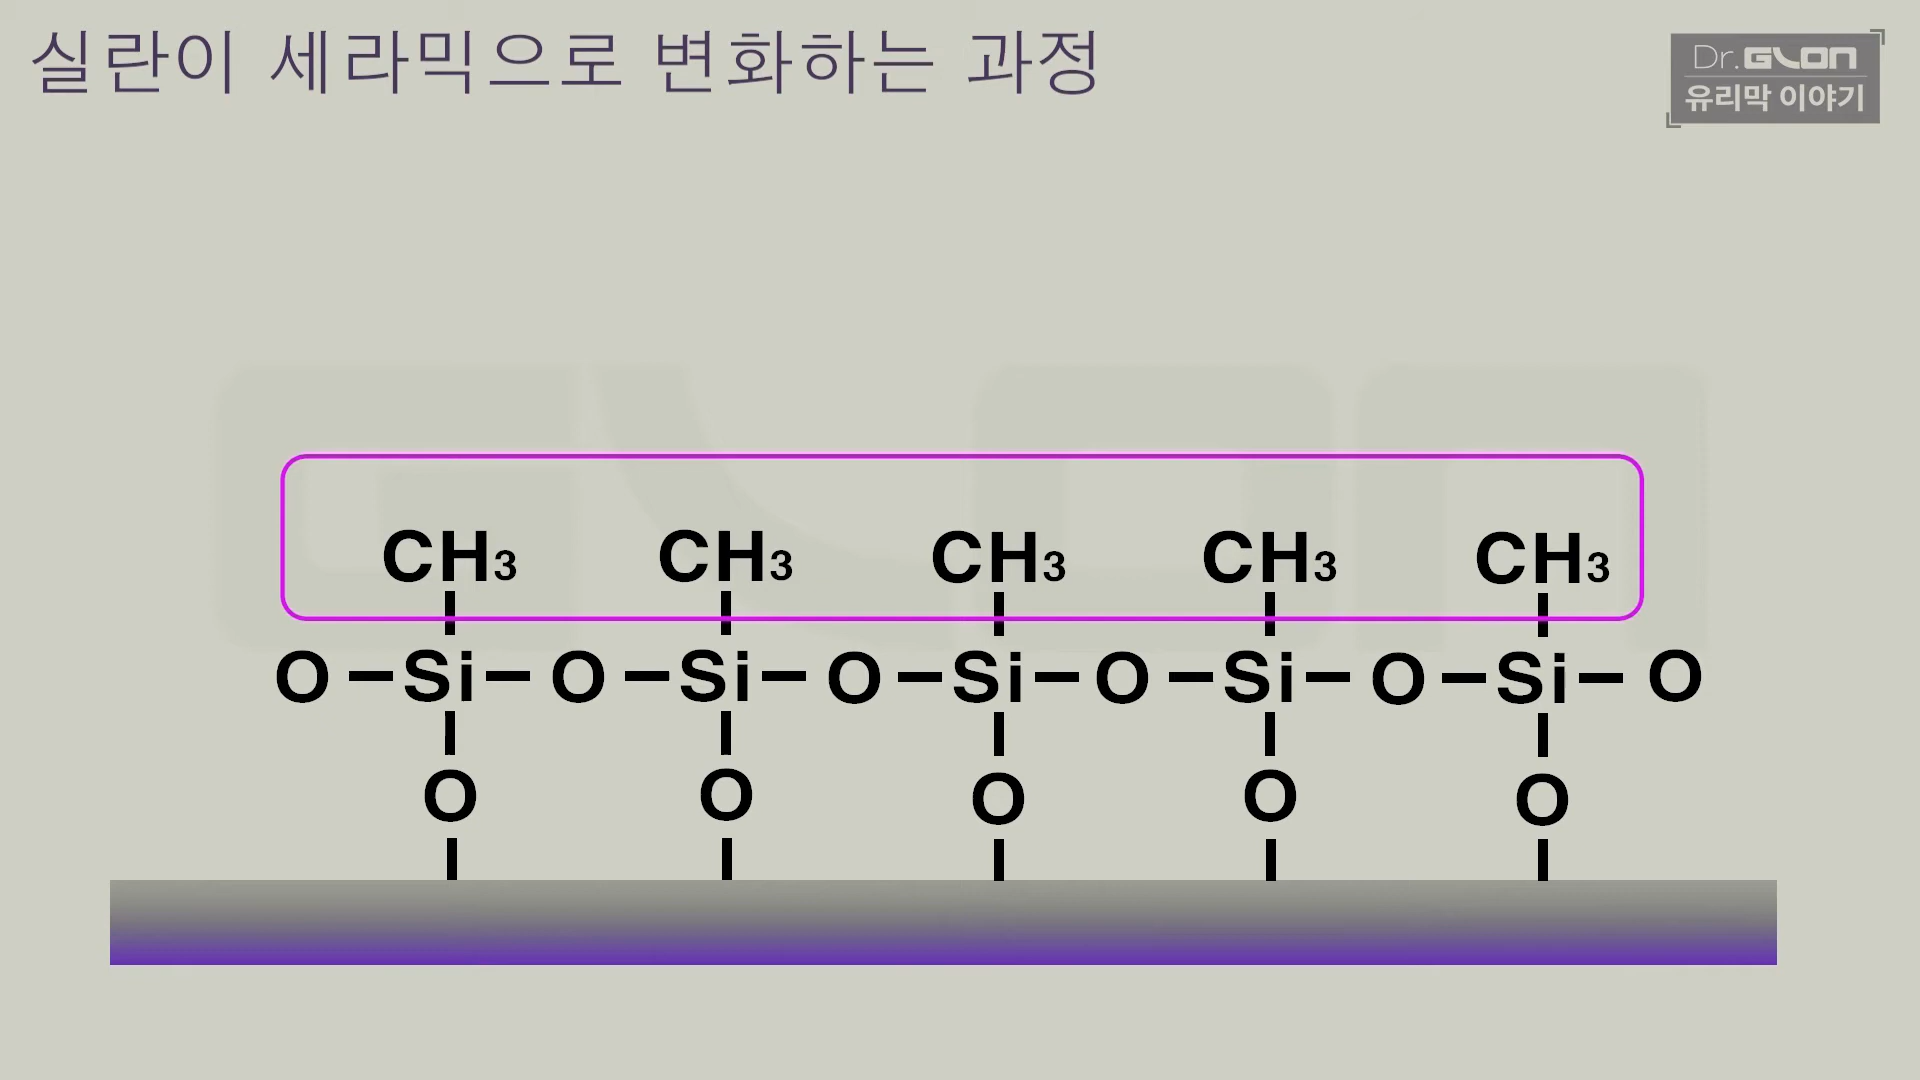 실란이 세라믹으로 변화하는 과정
Dr.GLON
유리막 이야기
CH3 CH3 CH3 CH3 CH3
O Si O Si O Si O Si O Si O
O O O O O